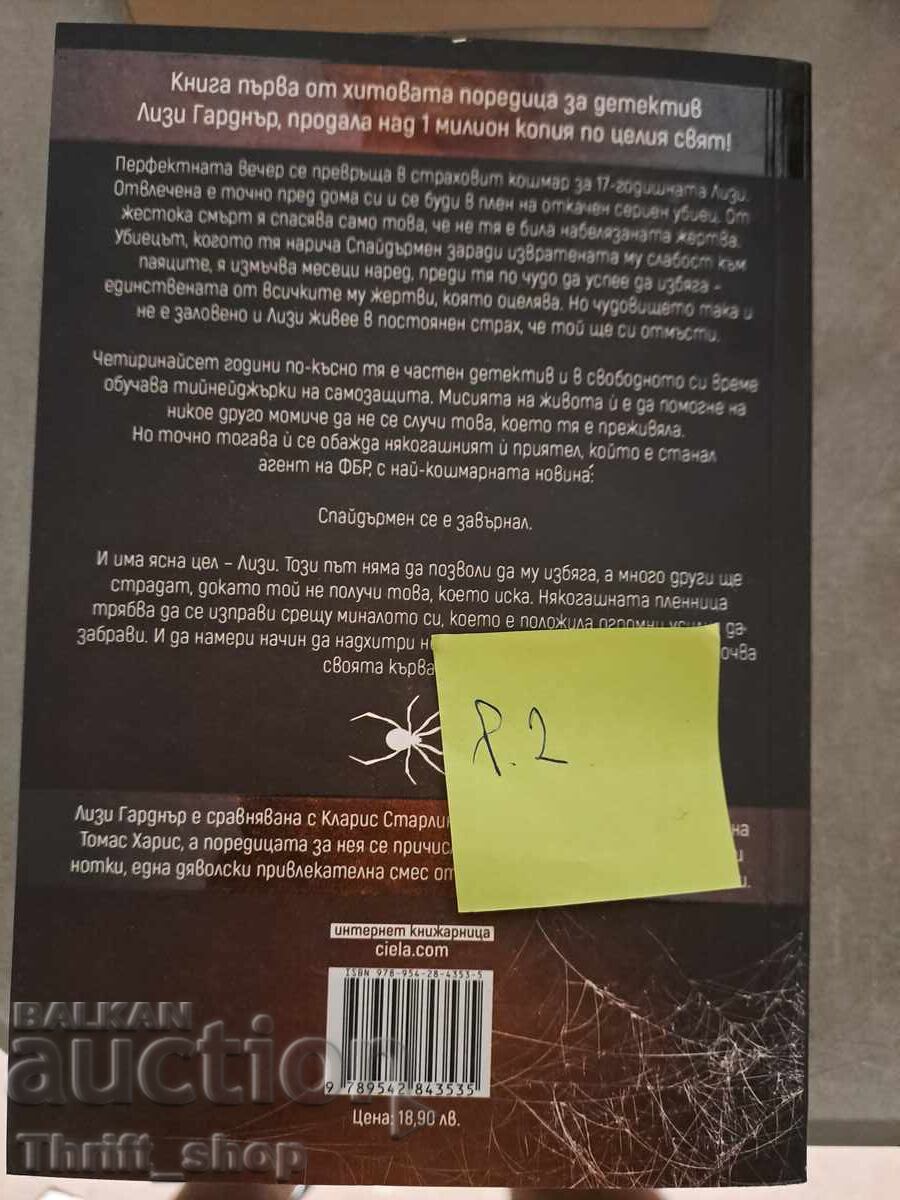 Книга първа от хитовата поредица за детектив
Лизи Гарднър, продала над 1 милион копия по целия свят!
Перфектната вечер се превръща в страховит кошмар за 17-годишната Лизи.
Отвлечена е точно пред дома си и се буди в плен на откачен сериен убиец. От
жестока смърт я спасява само това, че не тя е била набелязаната жертва.
Убиецът, когото тя нарича Спайдърмен заради извратената му слабост към
паяците, я измъчва месеци наред, преди тя по чудо да успее да избяга –
единствената от всичките му жертви, която оцелява. Но чудовището така и
не е заловено и Лизи живее в постоянен страх, че той ще си отмъсти.
Четиринайсет години по-късно тя е частен детектив и в свободното си време
обучава тийнейджърки на самозащита. Мисията на живота ѝ е да помогне на
никое друго момиче да не се случи това, което тя е преживяла.
Но точно тогава ѝ се обажда някогашният ѝ приятел, който е станал
агент на ФБР, с най-кошмарната новина:
Спайдърмен се е завърнал.
И има ясна цел – Лизи. Този път няма да позволи да му избяга, а много други ще
страдат, докато той не получи това, което иска. Някогашната пленница
трябва да се изправи срещу миналото си, което е положила огромни усилия да
забрави. И да намери начин да надхитри
своята кърва
Лизи Гарднър е сравнявана с Кларис Старлин на
Томас Харис, а поредицата за нея се причис и
нотки, една дяволски привлекателна смес от
8.2
интернет книжарница
ciela.com
ISBN 978-954-28-4353-5
9 789542 843535
Цена: 18,90 лв.
BALKAN
auction
Thrift_shop